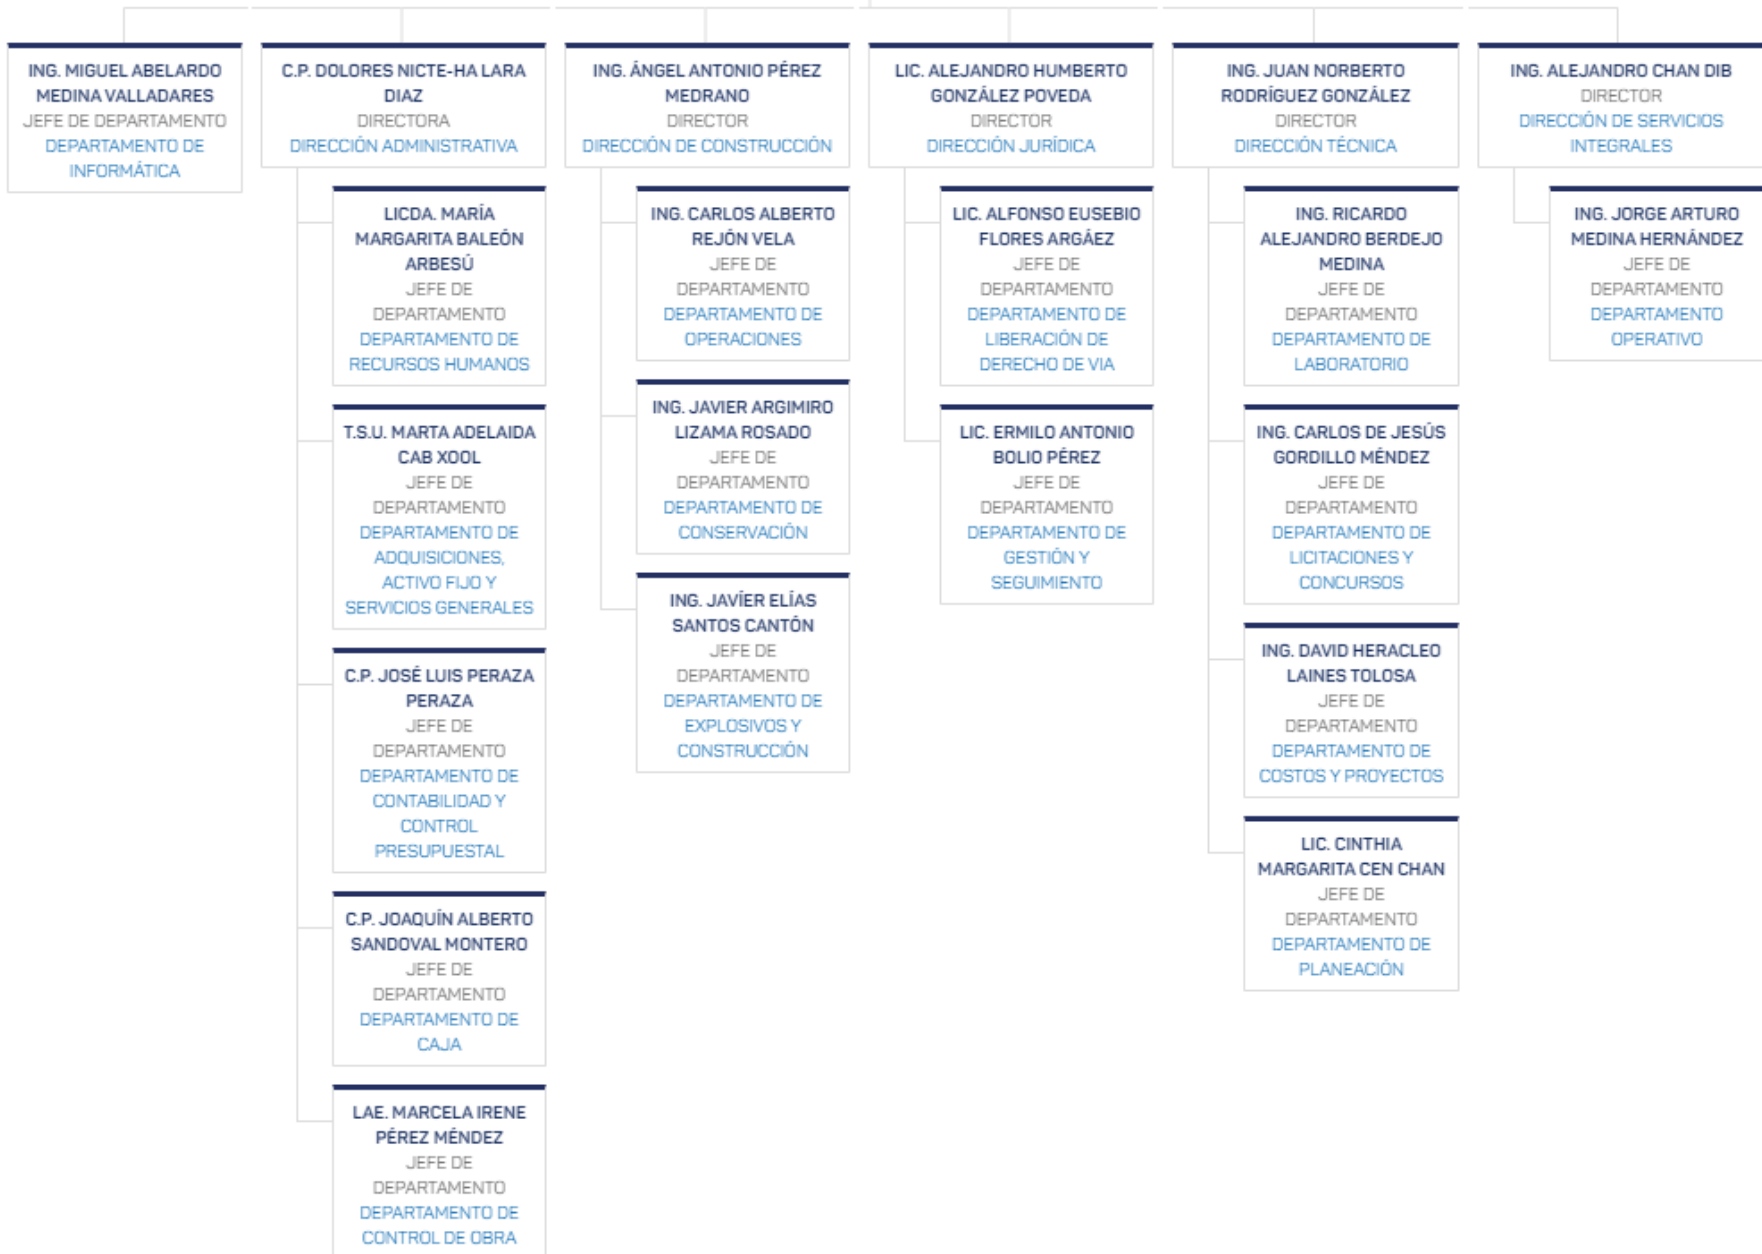 ING. MIGUEL ABELARDO
MEDINA VALLADARES
JEFE DE DEPARTAMENTO
DEPARTAMENTO DE
INFORMÁTICA
C.P. DOLORES NICTE-HA LARA
DIAZ
DIRECTORA
DIRECCIÓN ADMINISTRATIVA
LICDA. MARÍA
MARGARITA BALEÓN
ARBESÚ
JEFE DE
DEPARTAMENTO
DEPARTAMENTO DE
RECURSOS HUMANOS
T.S.U. MARTA ADELAIDA
CAB XOOL
JEFE DE
DEPARTAMENTO
DEPARTAMENTO DE
ADQUISICIONES,
ACTIVO FIJO Y
SERVICIOS GENERALES
C.P. JOSÉ LUIS PERAZA
PERAZA
JEFE DE
DEPARTAMENTO
DEPARTAMENTO DE
CONTABILIDAD Y
CONTROL
PRESUPUESTAL
C.P. JOAQUÍN ALBERTO
SANDOVAL MONTERO
JEFE DE
DEPARTAMENTO
DEPARTAMENTO DE
CAJA
LAE. MARCELA IRENE
PÉREZ MÉNDEZ
JEFE DE
DEPARTAMENTO
DEPARTAMENTO DE
CONTROL DE OBRA
ING. ÁNGEL ANTONIO PÉREZ
MEDRANO
DIRECTOR
DIRECCIÓN DE CONSTRUCCIÓN
ING. CARLOS ALBERTO
REJÓN VELA
JEFE DE
DEPARTAMENTO
DEPARTAMENTO DE
OPERACIONES
ING. JAVIER ARGIMIRO
LIZAMA ROSADO
JEFE DE
DEPARTAMENTO
DEPARTAMENTO DE
CONSERVACIÓN
ING. JAVÍER ELÍAS
SANTOS CANTÓN
JEFE DE
DEPARTAMENTO
DEPARTAMENTO DE
EXPLOSIVOS Y
CONSTRUCCIÓN
LIC. ALEJANDRO HUMBERTO
GONZÁLEZ POVEDA
DIRECTOR
DIRECCIÓN JURÍDICA
LIC. ALFONSO EUSEBIO
FLORES ARGÁEZ
JEFE DE
DEPARTAMENTO
DEPARTAMENTO DE
LIBERACIÓN DE
DERECHO DE VIA
LIC. ERMILO ANTONIO
BOLIO PÉREZ
JEFE DE
DEPARTAMENTO
DEPARTAMENTO DE
GESTIÓN Y
SEGUIMIENTO
ING. JUAN NORBERTO
RODRÍGUEZ GONZÁLEZ
DIRECTOR
DIRECCIÓN TÉCNICA
ING. RICARDO
ALEJANDRO BERDEJO
MEDINA
JEFE DE
DEPARTAMENTO
DEPARTAMENTO DE
LABORATORIO
ING. CARLOS DE JESÚS
GORDILLO MÉNDEZ
JEFE DE
DEPARTAMENTO
DEPARTAMENTO DE
LICITACIONES Y
CONCURSOS
ING. DAVID HERACLEO
LAINES TOLOSA
JEFE DE
DEPARTAMENTO
DEPARTAMENTO DE
COSTOS Y PROYECTOS
LIC. CINTHIA
MARGARITA CEN CHAN
JEFE DE
DEPARTAMENTO
DEPARTAMENTO DE
PLANEACIÓN
ING. ALEJANDRO CHAN DIB
DIRECTOR
DIRECCIÓN DE SERVICIOS
INTEGRALES
ING. JORGE ARTURO
MEDINA HERNÁNDEZ
JEFE DE
DEPARTAMENTO
DEPARTAMENTO
OPERATIVO